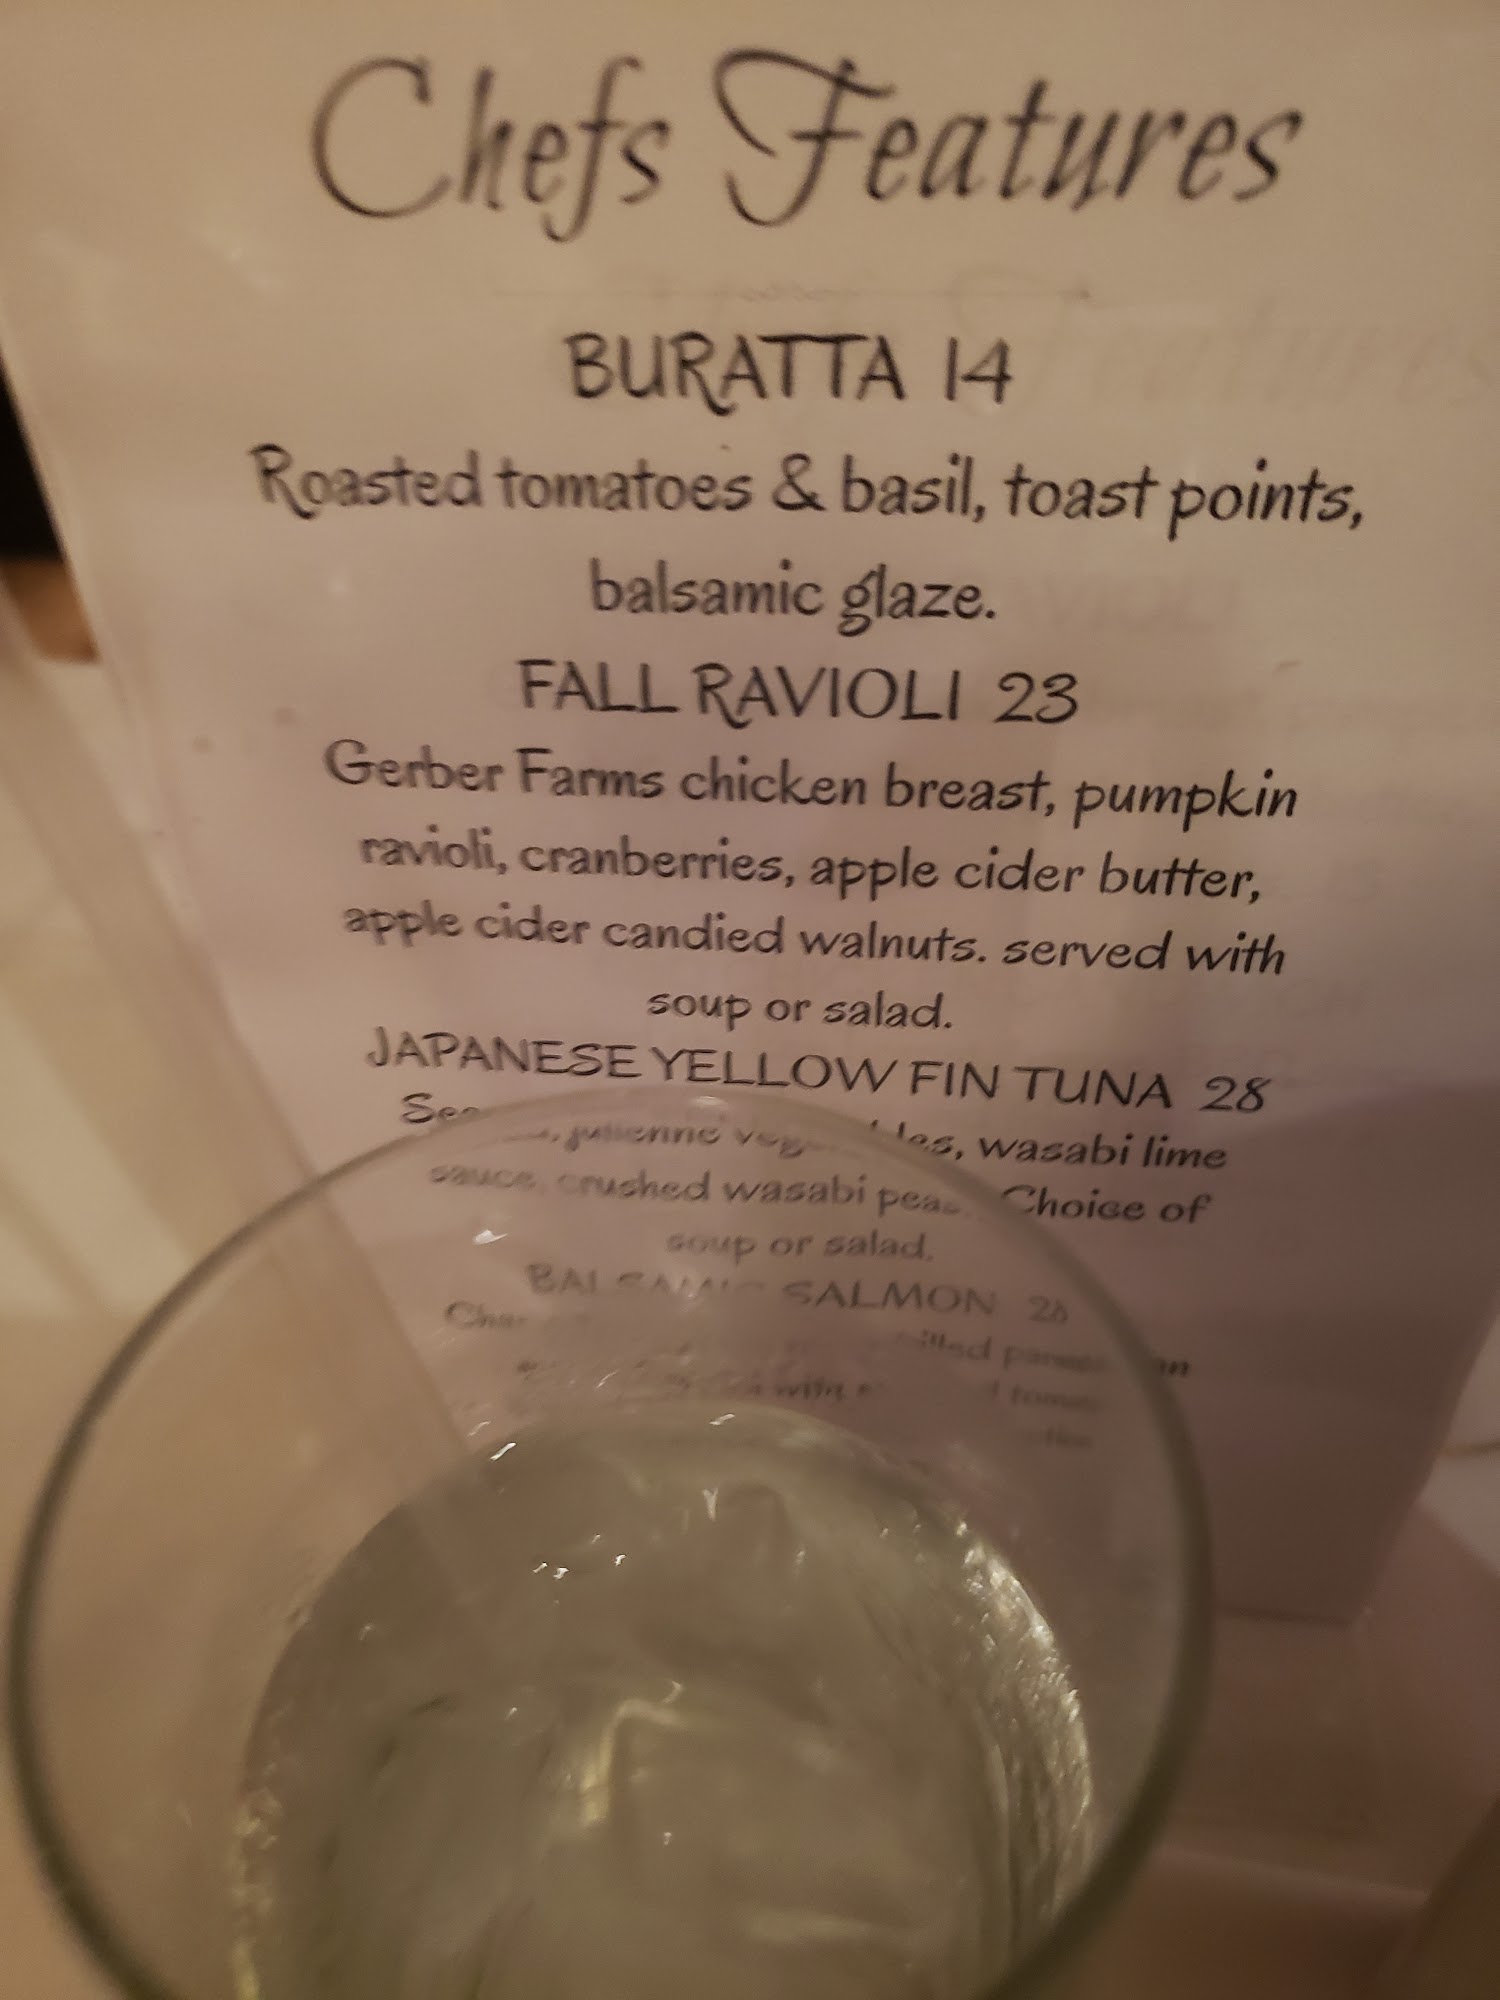 Chefs Features
BURATTA 14
Roasted tomatoes & basil, toast points,
balsamic glaze.
FALL RAVIOLI 23
Gerber Farms chicken breast, pumpkin
ravioli, cranberries, apple cider butter,
apple cider candied walnuts. served with
soup or salad.
JAPANESE YELLOW FIN TUNA 28
julienne wasabi lime
sauce, crushed wasabi peas. Choice of
soup or salad.
SALMON
with